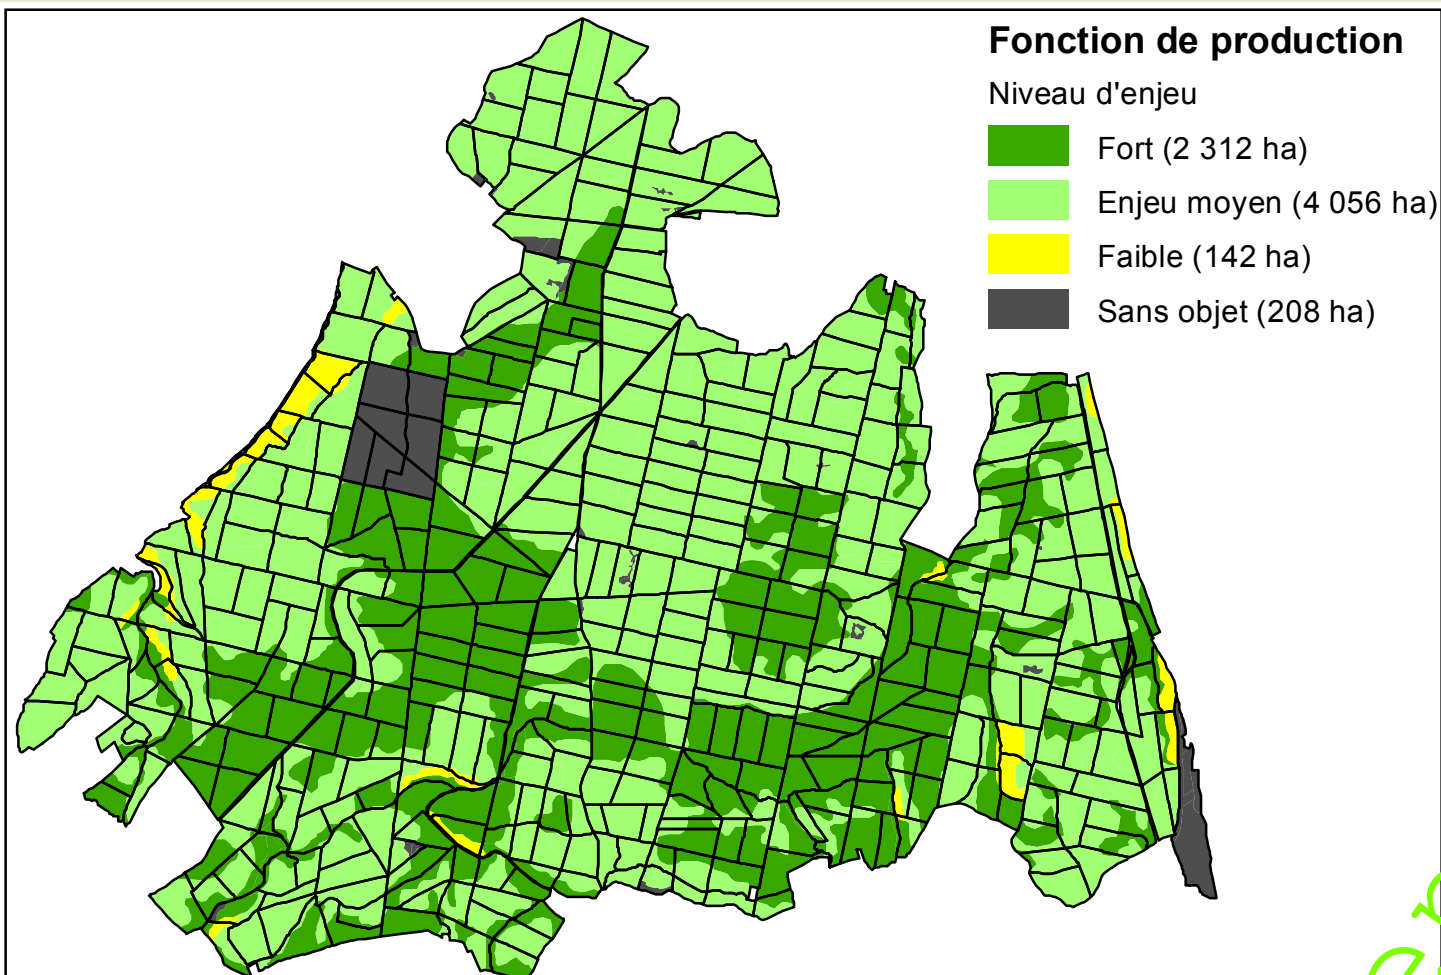 Fonction de production
Niveau d'enjeu
Fort (2 312 ha)
Enjeu moyen (4 056 ha)
Faible (142 ha)
Sans objet (208 ha)